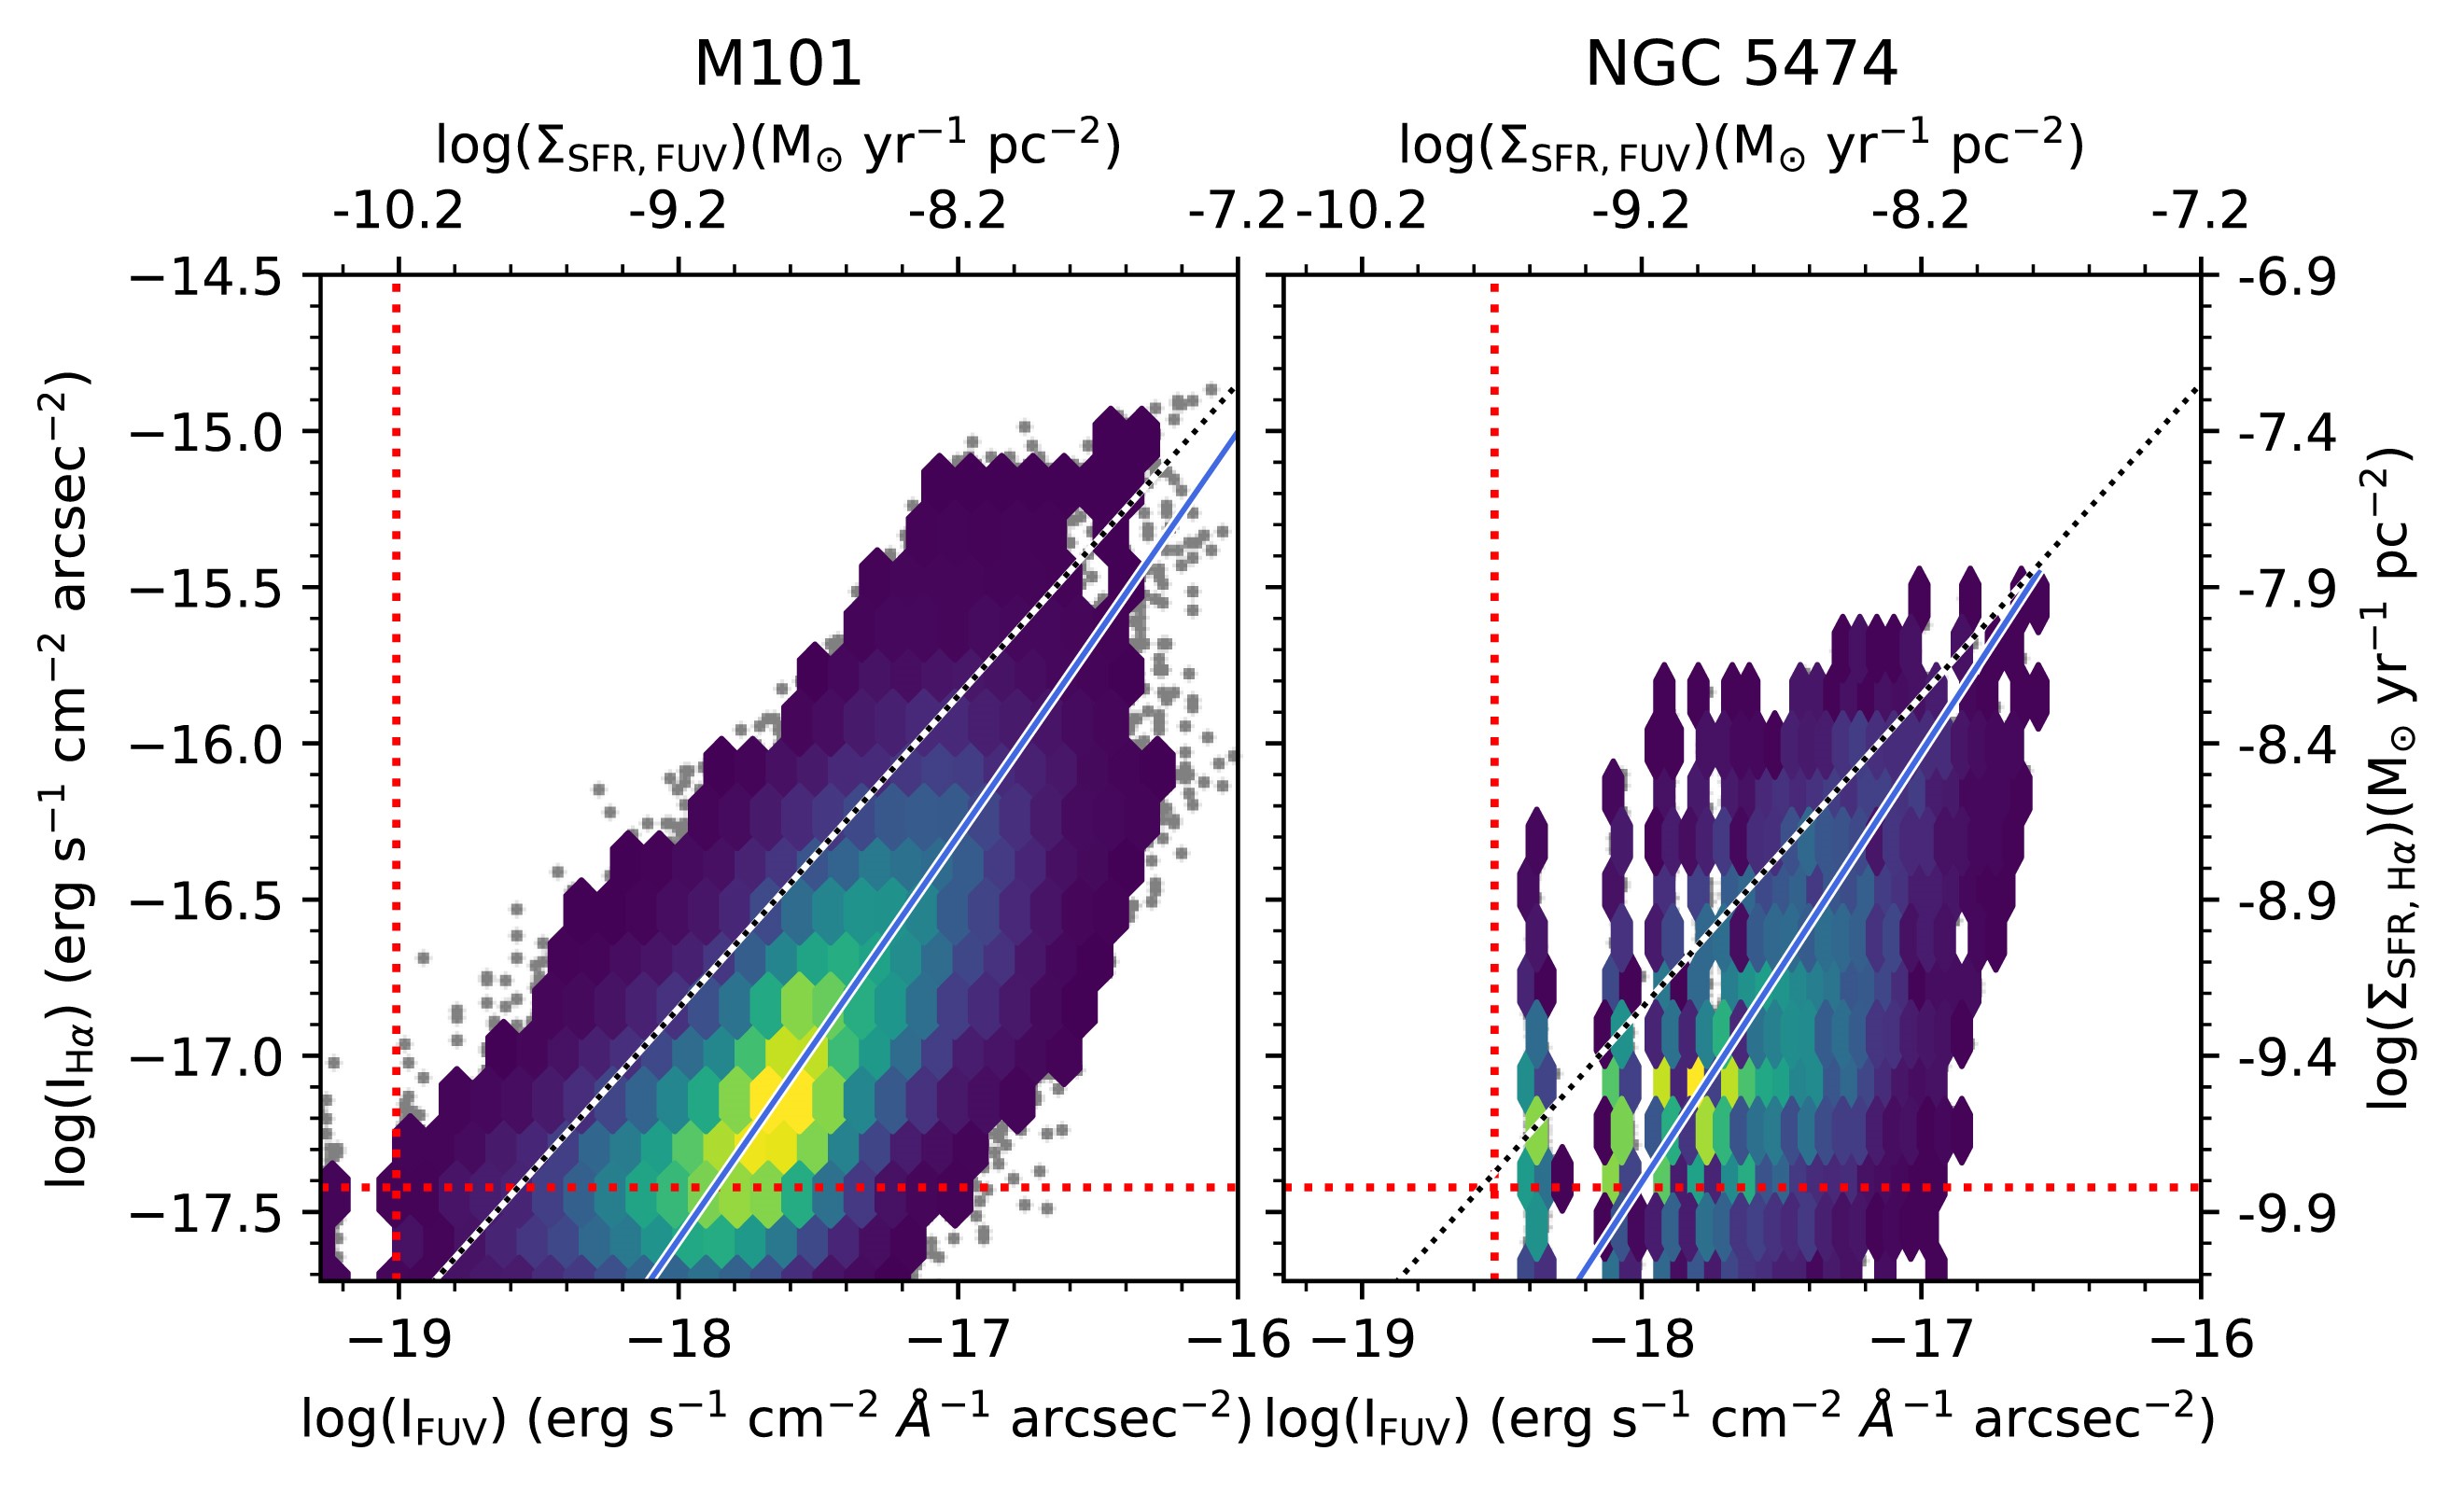 M101
log(Σ_SFR, FUV)(M⊙ yr⁻¹ pc⁻²)
-10.2 -9.2 -8.2 -7.2
NGC 5474
log(Σ_SFR, FUV)(M⊙ yr⁻¹ pc⁻²)
-10.2 -9.2 -8.2 -7.2
log(I_Hα) (erg s⁻¹ cm⁻² arcsec⁻²)
−14.5
−15.0
−15.5
−16.0
−16.5
−17.0
−17.5
-6.9
-7.4
-7.9
-8.4
-8.9
-9.4
-9.9
log(Σ_SFR, Hα)(M⊙ yr⁻¹ pc⁻²)
−19 −18 −17 −16
log(I_FUV) (erg s⁻¹ cm⁻² Å⁻¹ arcsec⁻²)
−19 −18 −17 −16
log(I_FUV) (erg s⁻¹ cm⁻² Å⁻¹ arcsec⁻²)